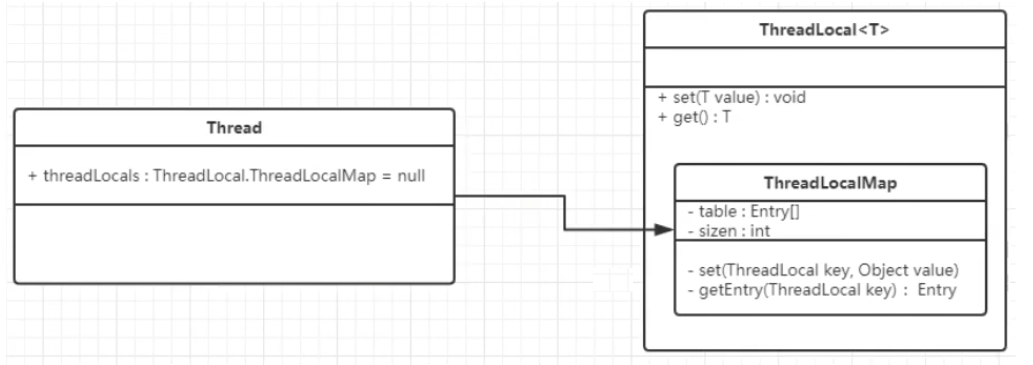 Thread
+ threadLocals : ThreadLocal.ThreadLocalMap = null
ThreadLocal<T>
+ set(T value) : void
+ get() : T
ThreadLocalMap
- table : Entry[]
- sizen : int
- set(ThreadLocal key, Object value)
- getEntry(ThreadLocal key) : Entry